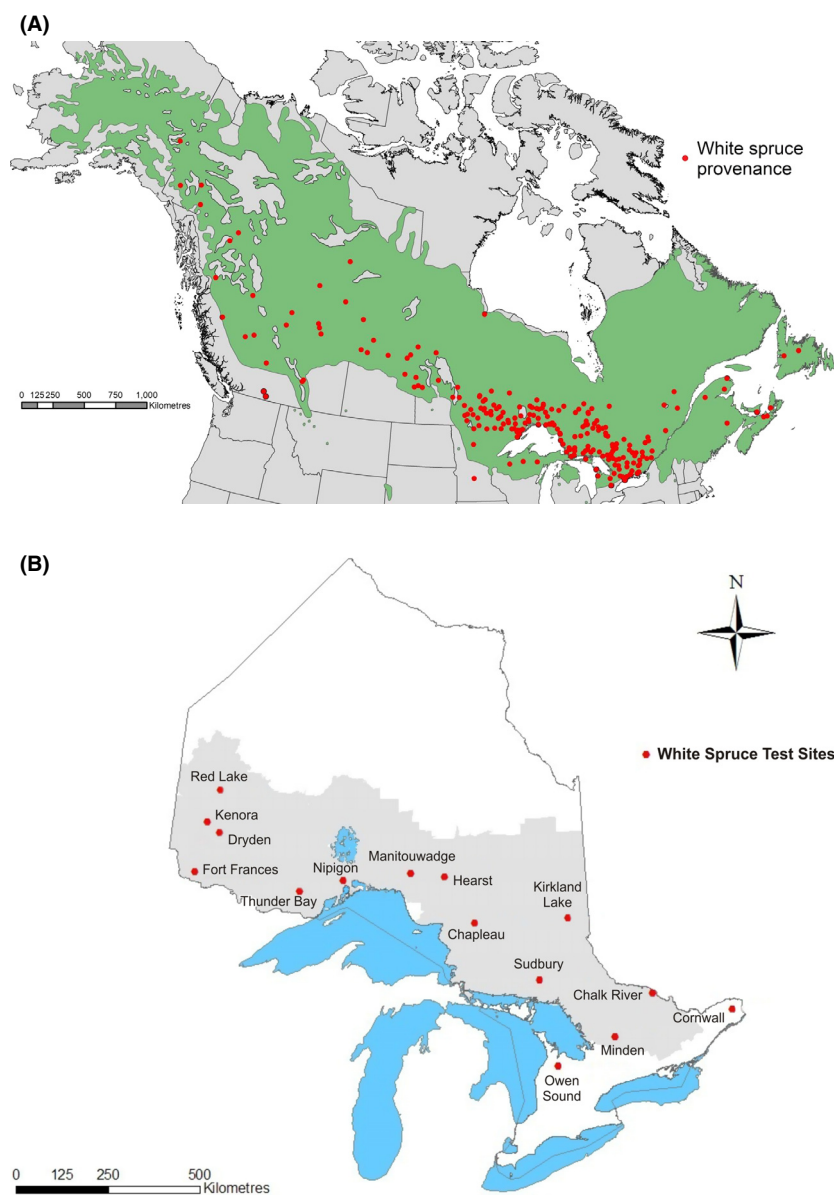 (A)
White spruce
provenance
0 125250 500 750 1,000
Kilometres
(B)
N
White Spruce Test Sites
Red Lake
Kenora
Dryden
Fort Frances
Nipigon
Manitouwadge
Hearst
Thunder Bay
Kirkland
Lake
Chapleau
Sudbury
Chalk River
Cornwall
Minden
Owen
Sound
0 125 250 500
Kilometres